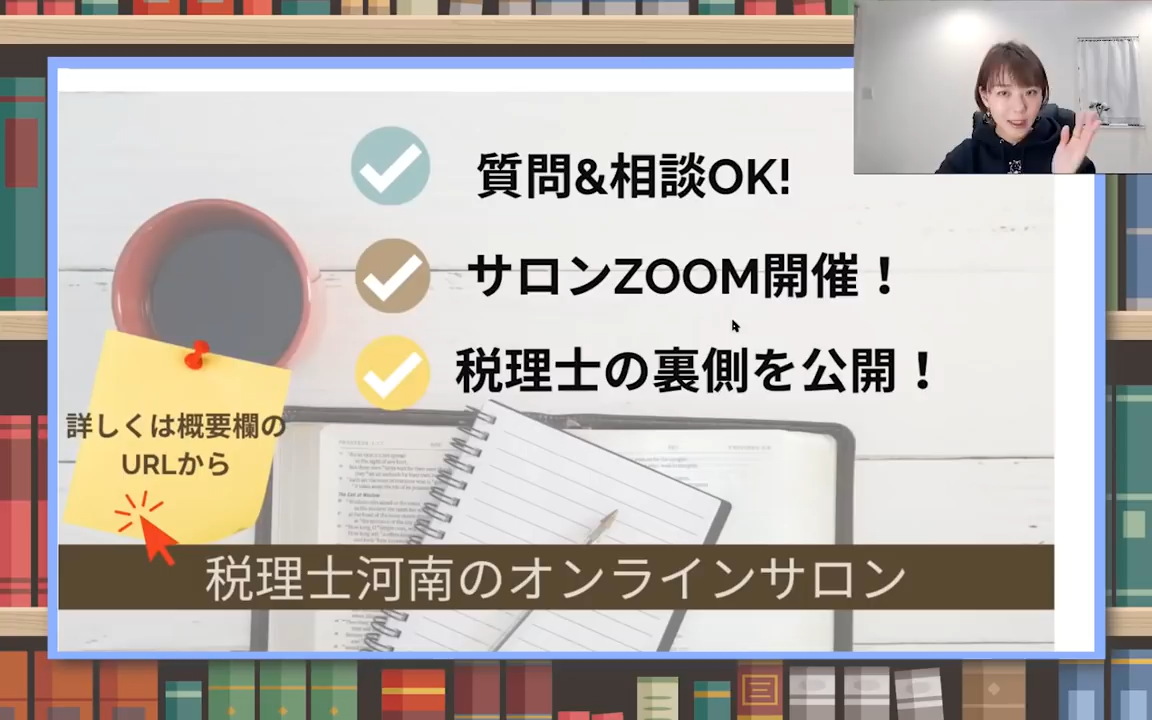 質問&相談OK!
サロンZOOM開催！
税理士の裏側を公開！
詳しくは概要欄の
URLから
税理士河南のオンラインサロン